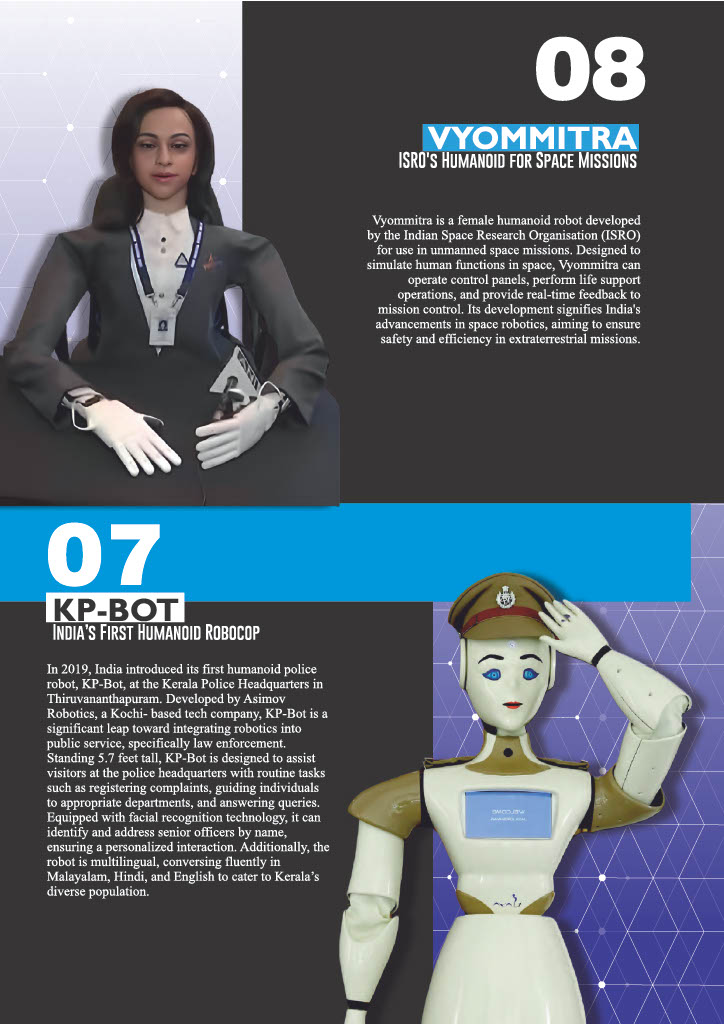 08
VYOMMITRA
ISRO'S HUMANOID FOR SPACE MISSIONS
Vyommitra is a female humanoid robot developed
by the Indian Space Research Organisation (ISRO)
for use in unmanned space missions. Designed to
simulate human functions in space, Vyommitra can
operate control panels, perform life support
operations, and provide real-time feedback to
mission control. Its development signifies India's
advancements in space robotics, aiming to ensure
safety and efficiency in extraterrestrial missions.
07
KP-BOT
INDIA'S FIRST HUMANOID ROBOCOP
In 2019, India introduced its first humanoid police
robot, KP-Bot, at the Kerala Police Headquarters in
Thiruvananthapuram. Developed by Asimov
Robotics, a Kochi- based tech company, KP-Bot is a
significant leap toward integrating robotics into
public service, specifically law enforcement.
Standing 5.7 feet tall, KP-Bot is designed to assist
visitors at the police headquarters with routine tasks
such as registering complaints, guiding individuals
to appropriate departments, and answering queries.
Equipped with facial recognition technology, it can
identify and address senior officers by name,
ensuring a personalized interaction. Additionally, the
robot is multilingual, conversing fluently in
Malayalam, Hindi, and English to cater to Kerala's
diverse population.